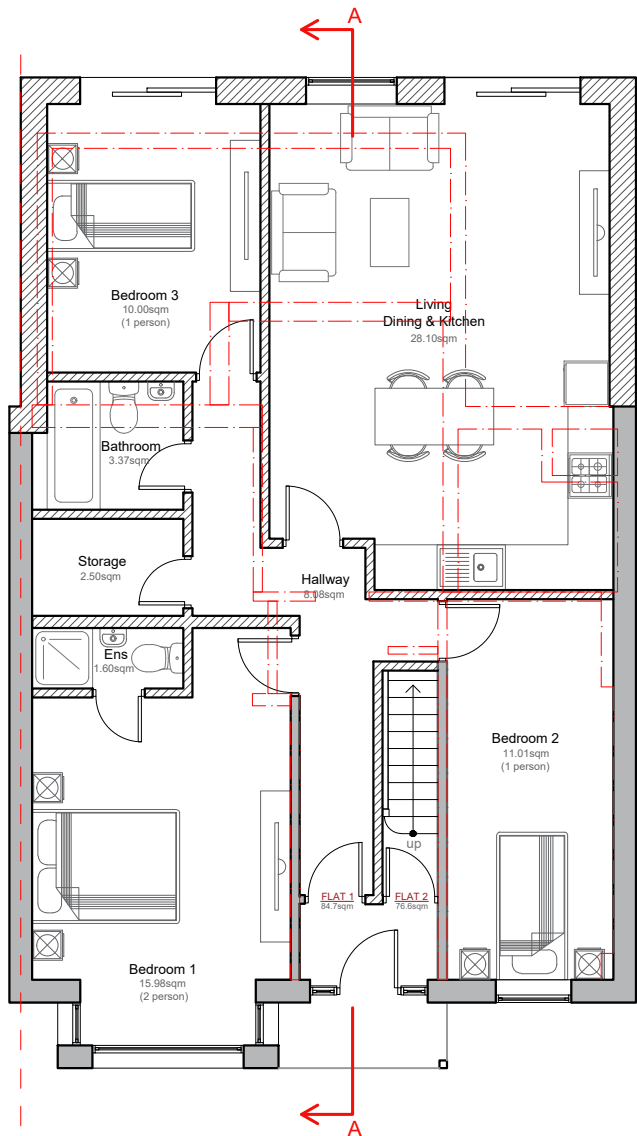 A
Bedroom 3
10.00sqm
(1 person)
Living
Dining & Kitchen
28.10sqm
Bathroom
3.37sqm
Storage
2.50sqm
Hallway
8.08sqm
Ens
1.60sqm
Bedroom 2
11.01sqm
(1 person)
up
FLAT 1
84.7sqm
FLAT 2
76.6sqm
Bedroom 1
15.98sqm
(2 person)
A